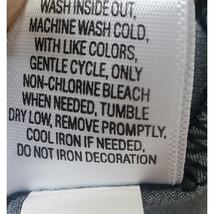 WASH INSIDE OUT,
MACHINE WASH COLD,
WITH LIKE COLORS,
GENTLE CYCLE, ONLY
NON-CHLORINE BLEACH
WHEN NEEDED, TUMBLE
DRY LOW, REMOVE PROMPTLY,
COOL IRON IF NEEDED,
DO NOT IRON DECORATION